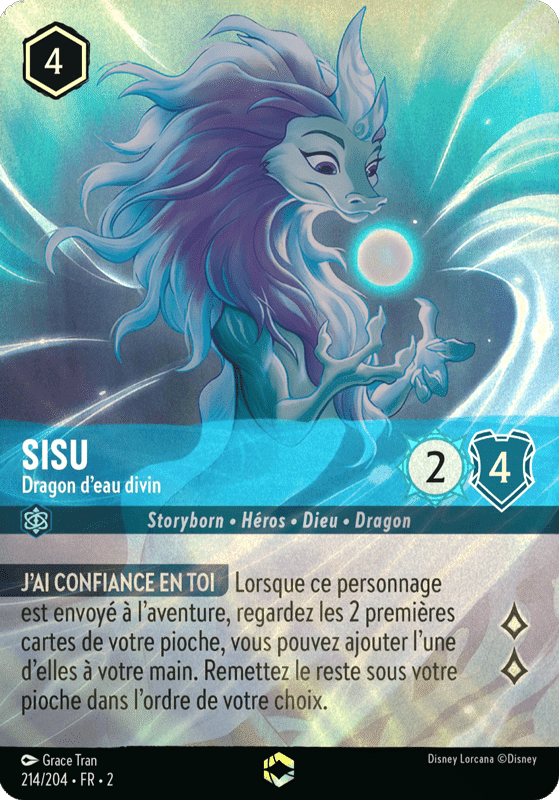 4
SISU
Dragon d'eau divin
2
4
Storyborn • Héros • Dieu • Dragon
J'AI CONFIANCE EN TOI Lorsque ce personnage
est envoyé à l'aventure, regardez les 2 premières
cartes de votre pioche, vous pouvez ajouter l'une
d'elles à votre main. Remettez le reste sous votre
pioche dans l'ordre de votre choix.
Grace Tran
214/204 • FR • 2
Disney Lorcana ©Disney